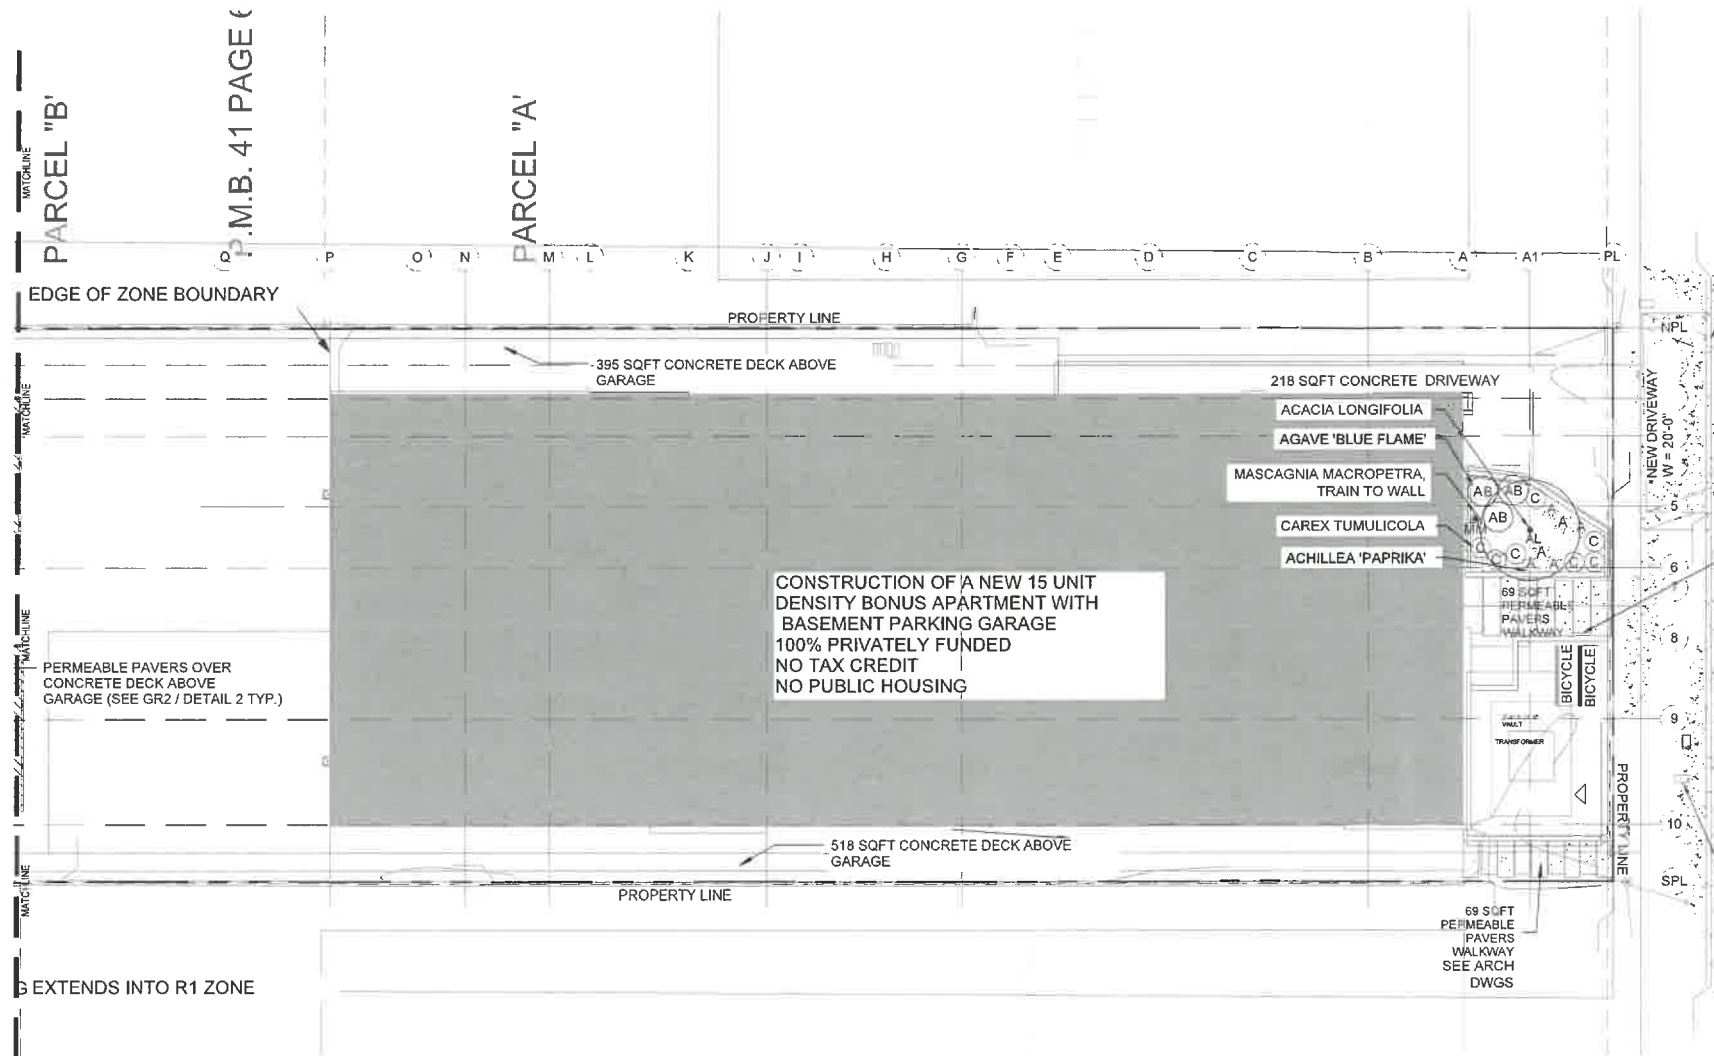 PARCEL "B'
P.M.B. 41 PAGE
PARCEL "A'
MATCHLINE
Q P O N M L K J I H G F E D C B A A1 PL
EDGE OF ZONE BOUNDARY
PROPERTY LINE
NPL
395 SQFT CONCRETE DECK ABOVE
GARAGE
218 SQFT CONCRETE DRIVEWAY
NEW DRIVEWAY
W = 20'-0"
MATCHLINE
ACACIA LONGIFOLIA
AGAVE 'BLUE FLAME'
MASCAGNIA MACROPETRA,
TRAIN TO WALL
CAREX TUMULICOLA
ACHILLEA 'PAPRIKA'
AB AB C
AB A
AL C
C C A
C A A C C
5
6
7
8
9
10
CONSTRUCTION OF A NEW 15 UNIT
DENSITY BONUS APARTMENT WITH
BASEMENT PARKING GARAGE
100% PRIVATELY FUNDED
NO TAX CREDIT
NO PUBLIC HOUSING
69 SQFT
PERMEABLE
PAVERS
WALKWAY
BICYCLE
BICYCLE
MATCHLINE
PERMEABLE PAVERS OVER
CONCRETE DECK ABOVE
GARAGE (SEE GR2 / DETAIL 2 TYP.)
VAULT
TRANSFORMER
PROPERTY LINE
518 SQFT CONCRETE DECK ABOVE
GARAGE
MATCHLINE
PROPERTY LINE
SPL
69 SQFT
PERMEABLE
PAVERS
WALKWAY
SEE ARCH
DWGS
G EXTENDS INTO R1 ZONE